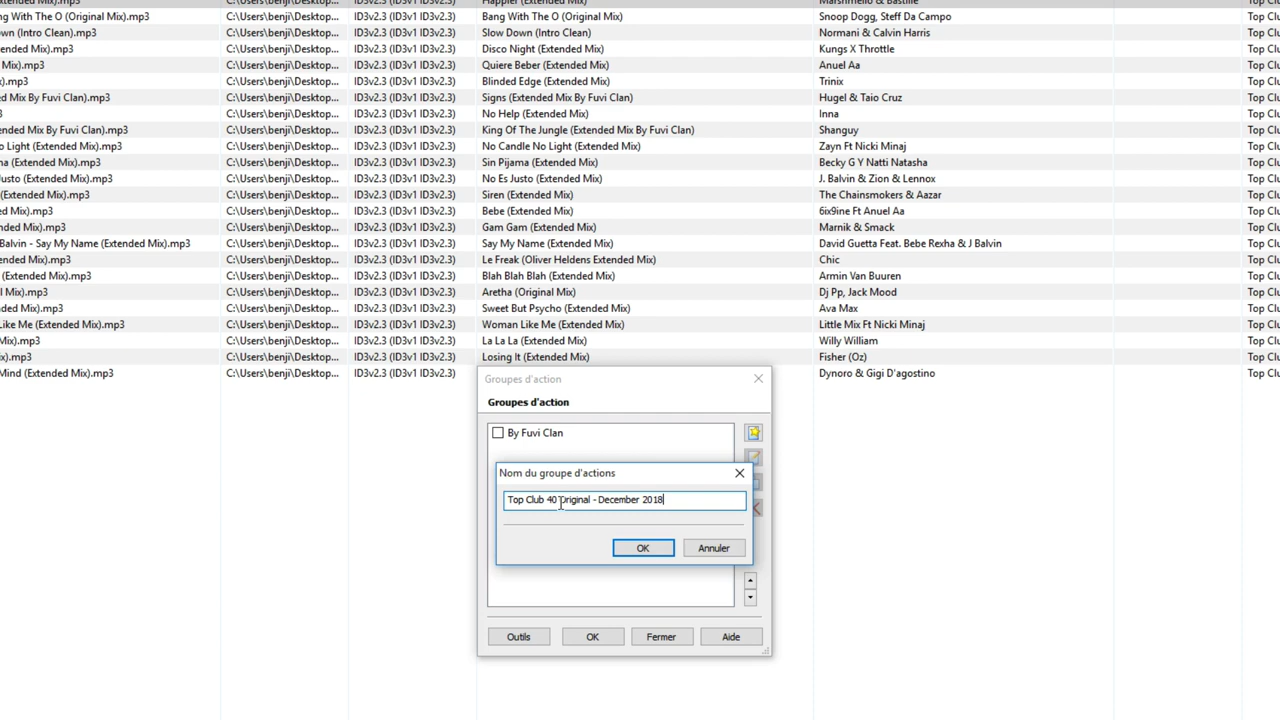 xtended Mix).mp3 C:\Users\benji\Desktop... ID3v2.3 (ID3v1 ID3v2.3) Happier (Extended Mix) Marshmello & Bastille Top Clu
ng With The O (Original Mix).mp3 C:\Users\benji\Desktop... ID3v2.3 (ID3v1 ID3v2.3) Bang With The O (Original Mix) Snoop Dogg, Steff Da Campo Top Clu
own (Intro Clean).mp3 C:\Users\benji\Desktop... ID3v2.3 (ID3v1 ID3v2.3) Slow Down (Intro Clean) Normani & Calvin Harris Top Clu
ended Mix).mp3 C:\Users\benji\Desktop... ID3v2.3 (ID3v1 ID3v2.3) Disco Night (Extended Mix) Kungs X Throttle Top Clu
Mix).mp3 C:\Users\benji\Desktop... ID3v2.3 (ID3v1 ID3v2.3) Quiere Beber (Extended Mix) Anuel Aa Top Clu
x).mp3 C:\Users\benji\Desktop... ID3v2.3 (ID3v1 ID3v2.3) Blinded Edge (Extended Mix) Trinix Top Clu
ed Mix By Fuvi Clan).mp3 C:\Users\benji\Desktop... ID3v2.3 (ID3v1 ID3v2.3) Signs (Extended Mix By Fuvi Clan) Hugel & Taio Cruz Top Clu
3 C:\Users\benji\Desktop... ID3v2.3 (ID3v1 ID3v2.3) No Help (Extended Mix) Inna Top Clu
ended Mix By Fuvi Clan).mp3 C:\Users\benji\Desktop... ID3v2.3 (ID3v1 ID3v2.3) King Of The Jungle (Extended Mix By Fuvi Clan) Shanguy Top Clu
o Light (Extended Mix).mp3 C:\Users\benji\Desktop... ID3v2.3 (ID3v1 ID3v2.3) No Candle No Light (Extended Mix) Zayn Ft Nicki Minaj Top Clu
na (Extended Mix).mp3 C:\Users\benji\Desktop... ID3v2.3 (ID3v1 ID3v2.3) Sin Pijama (Extended Mix) Becky G Y Natti Natasha Top Clu
Justo (Extended Mix).mp3 C:\Users\benji\Desktop... ID3v2.3 (ID3v1 ID3v2.3) No Es Justo (Extended Mix) J. Balvin & Zion & Lennox Top Clu
(Extended Mix).mp3 C:\Users\benji\Desktop... ID3v2.3 (ID3v1 ID3v2.3) Siren (Extended Mix) The Chainsmokers & Aazar Top Clu
ed Mix).mp3 C:\Users\benji\Desktop... ID3v2.3 (ID3v1 ID3v2.3) Bebe (Extended Mix) 6ix9ine Ft Anuel Aa Top Clu
nded Mix).mp3 C:\Users\benji\Desktop... ID3v2.3 (ID3v1 ID3v2.3) Gam Gam (Extended Mix) Marnik & Smack Top Clu
Balvin - Say My Name (Extended Mix).mp3 C:\Users\benji\Desktop... ID3v2.3 (ID3v1 ID3v2.3) Say My Name (Extended Mix) David Guetta Feat. Bebe Rexha & J Balvin Top Clu
ended Mix).mp3 C:\Users\benji\Desktop... ID3v2.3 (ID3v1 ID3v2.3) Le Freak (Oliver Heldens Extended Mix) Chic Top Clu
(Extended Mix).mp3 C:\Users\benji\Desktop... ID3v2.3 (ID3v1 ID3v2.3) Blah Blah Blah (Extended Mix) Armin Van Buuren Top Clu
l Mix).mp3 C:\Users\benji\Desktop... ID3v2.3 (ID3v1 ID3v2.3) Aretha (Original Mix) Dj Pp, Jack Mood Top Clu
ded Mix).mp3 C:\Users\benji\Desktop... ID3v2.3 (ID3v1 ID3v2.3) Sweet But Psycho (Extended Mix) Ava Max Top Clu
Like Me (Extended Mix).mp3 C:\Users\benji\Desktop... ID3v2.3 (ID3v1 ID3v2.3) Woman Like Me (Extended Mix) Little Mix Ft Nicki Minaj Top Clu
Mix).mp3 C:\Users\benji\Desktop... ID3v2.3 (ID3v1 ID3v2.3) La La La (Extended Mix) Willy William Top Clu
x).mp3 C:\Users\benji\Desktop... ID3v2.3 (ID3v1 ID3v2.3) Losing It (Extended Mix) Fisher (Oz) Top Clu
Mind (Extended Mix).mp3 C:\Users\benji\Desktop... ID3v2.3 (ID3v1 ID3v2.3) Dynoro & Gigi D'agostino Top Clu
Groupes d'action
Groupes d'action
By Fuvi Clan
Nom du groupe d'actions
Top Club 40 Original - December 2018
OK Annuler
Outils OK Fermer Aide